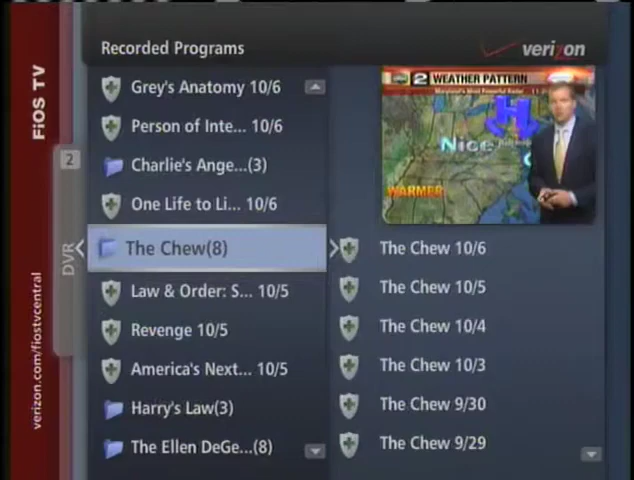 Recorded Programs
verizon
FiOS TV
verizon.com/fiostvcentral
2
DVR
Grey's Anatomy 10/6
Person of Inte... 10/6
Charlie's Ange...(3)
One Life to Li... 10/6
The Chew(8)
Law & Order: S... 10/5
Revenge 10/5
America's Next... 10/5
Harry's Law(3)
The Ellen DeGe...(8)
2 WEATHER PATTERN
Maryland's Most Powerful Radar
H
Nice
WARMER
The Chew 10/6
The Chew 10/5
The Chew 10/4
The Chew 10/3
The Chew 9/30
The Chew 9/29